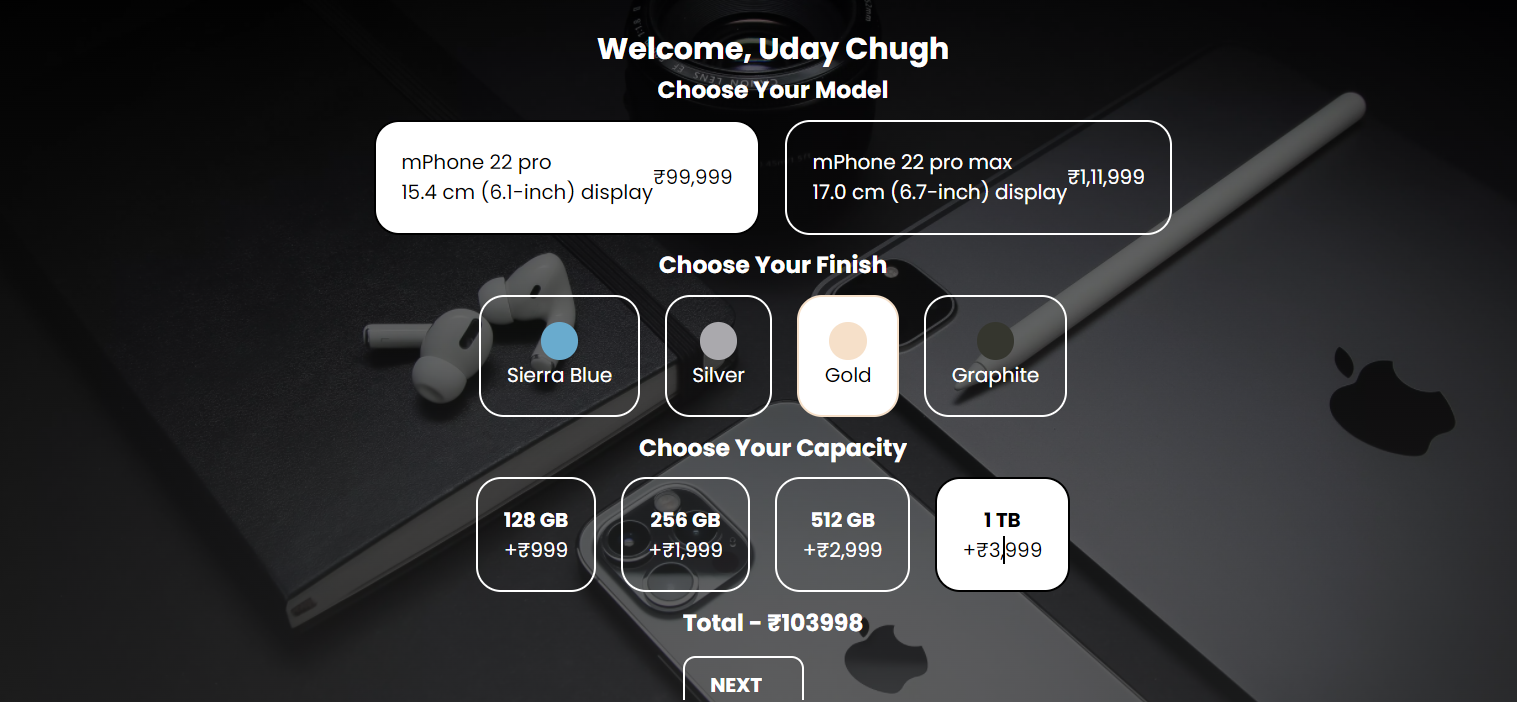 Welcome, Uday Chugh
Choose Your Model
mPhone 22 pro
15.4 cm (6.1-inch) display
₹99,999
mPhone 22 pro max
17.0 cm (6.7-inch) display
₹1,11,999
Choose Your Finish
Sierra Blue
Silver
Gold
Graphite
Choose Your Capacity
128 GB
+₹999
256 GB
+₹1,999
512 GB
+₹2,999
1 TB
+₹3,999
Total - ₹103998
NEXT